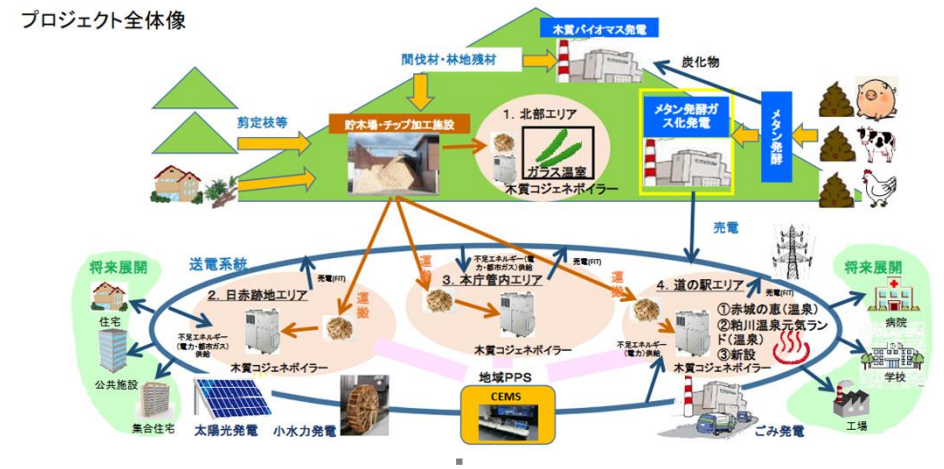 プロジェクト全体像
木質バイオマス発電
間伐材・林地残材
炭化物
剪定枝等
貯木場・チップ加工施設
1. 北部エリア
ガラス温室
木質コジェネボイラー
メタン発酵ガ
ス化発電
メタン発酵
売電
将来展開
送電系統
売電(FIT)
運搬
不足エネルギー(電
力・都市ガス)供給
売電(FIT)
運搬
将来展開
2. 日赤跡地エリア
3. 本庁管内エリア
4. 道の駅エリア
売電(FIT)
運搬
住宅
不足エネルギー
(電力・都市ガス)
供給
木質コジェネボイラー
木質コジェネボイラー
不足エネルギー
(電力)供給
①赤城の恵(温泉)
②粕川温泉元気ラン
ド(温泉)
③新設
木質コジェネボイラー
病院
公共施設
学校
地域PPS
CEMS
集合住宅
太陽光発電
小水力発電
ごみ発電
工場